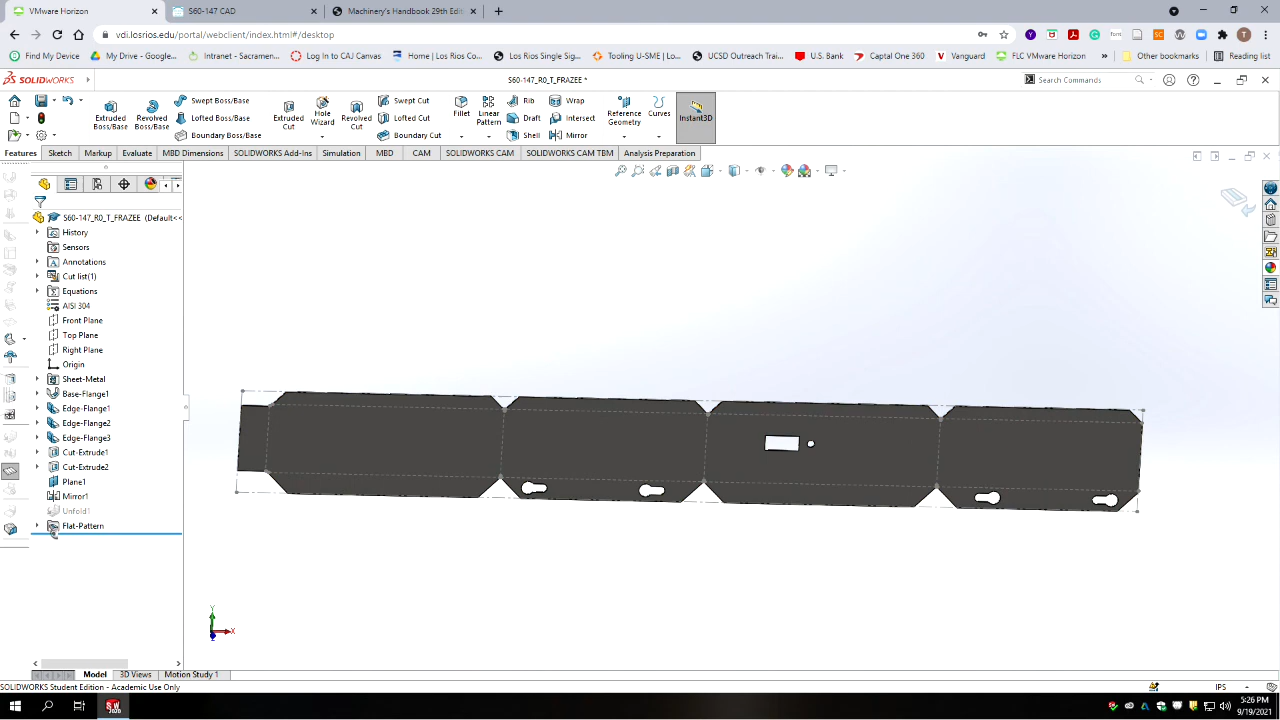 VMware Horizon
S60-147 CAD
Machinery's Handbook 29th Editi
vdi.losrios.edu/portal/webclient/index.html#/desktop
Find My Device
My Drive - Google...
Intranet - Sacramen...
Log in to CAJ Canvas
Home | Los Rios Co...
Los Rios Single Sig...
Tooling U-SME | Lo...
UCSD Outreach Trai...
U.S. Bank
Captal One 360
Vanguard
FLC VMware Horizon
Other bookmarks
Reading list
SOLIDWORKS
S60-147_R0_T_FRAZEE *
Search Commands
Extruded Boss/Base
Revolved Boss/Base
Swept Boss/Base
Lofted Boss/Base
Boundary Boss/Base
Extruded Cut
Hole Wizard
Revolved Cut
Swept Cut
Lofted Cut
Boundary Cut
Fillet
Linear Pattern
Rib
Draft
Shell
Wrap
Intersect
Mirror
Reference Geometry
Curves
Instant3D
Features
Sketch
Markup
Evaluate
MBD Dimensions
SOLIDWORKS Add-Ins
Simulation
MBD
CAM
SOLIDWORKS CAM
SOLIDWORKS CAM TBM
Analysis Preparation
S60-147_R0_T_FRAZEE (Default<<
History
Sensors
Annotations
Cut list(1)
Equations
AISI 304
Front Plane
Top Plane
Right Plane
Origin
Sheet-Metal
Base-Flange1
Edge-Flange1
Edge-Flange2
Edge-Flange3
Cut-Extrude1
Cut-Extrude2
Plane1
Mirror1
Unfold1
Flat-Pattern
Y
X
Model
3D Views
Motion Study 1
SOLIDWORKS Student Edition - Academic Use Only
IPS
5:26 PM
9/19/2021